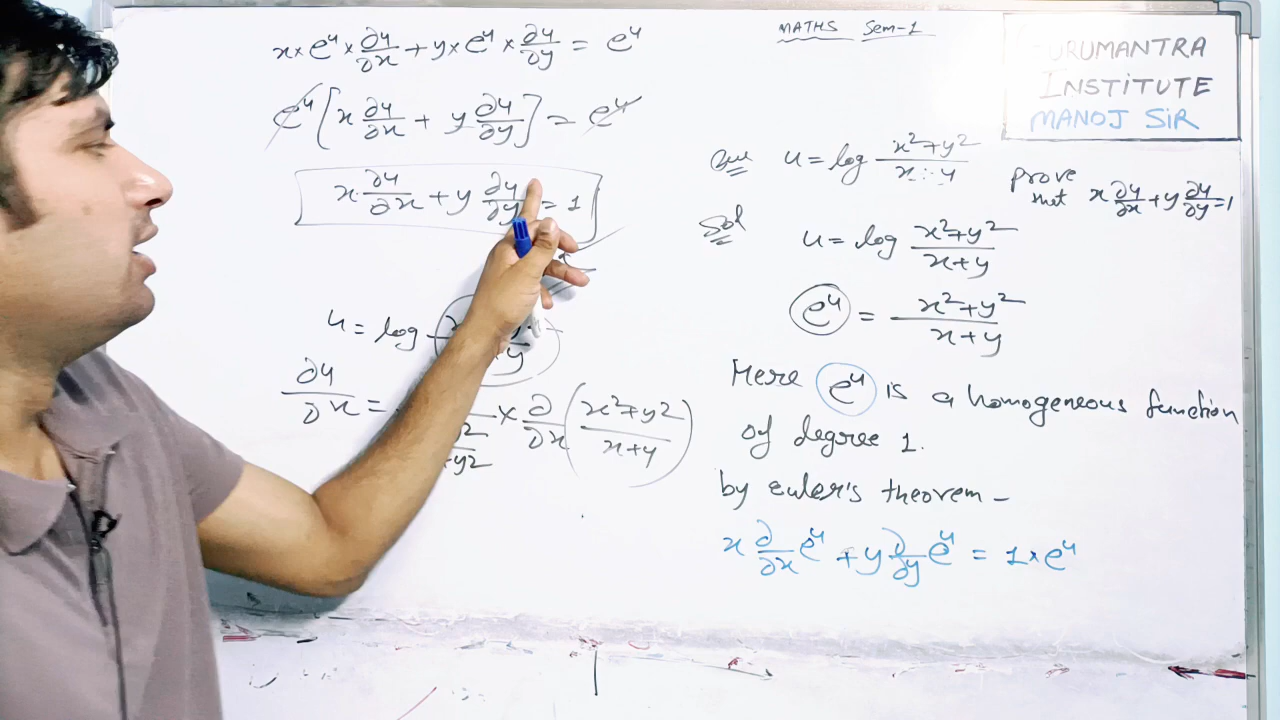 MATHS Sem-1
URUMANTRA
INSTITUTE
MANOJ SIR
Que u = log x²+y² / x+y prove that x ∂u/∂x + y ∂u/∂y = 1
Sol
u = log x²+y² / x+y
e^u = x²+y² / x+y
Here e^u is a homogeneous function
of degree 1.
by euler's theorem –
x ∂/∂x e^u + y ∂/∂y e^u = 1×e^u
x×e^u×∂u/∂x + y×e^u×∂u/∂y = e^u
e^u [x ∂u/∂x + y ∂u/∂y] = e^u
x ∂u/∂x + y ∂u/∂y = 1
u = log
∂u/∂x = × ∂/∂x (x²+y² / x+y)